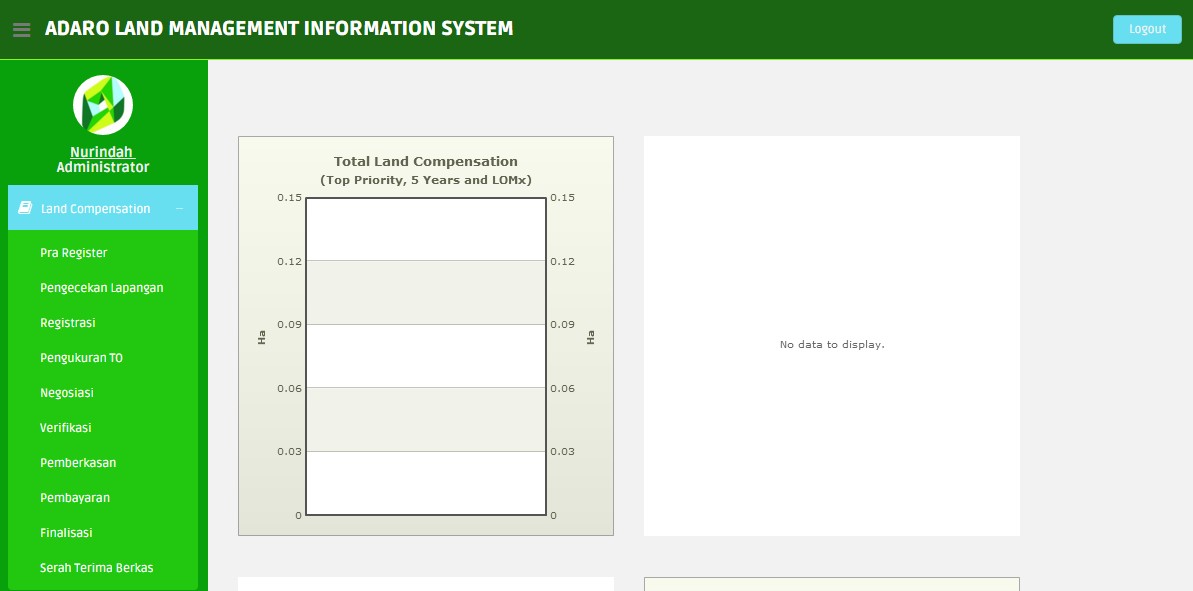 ADARO LAND MANAGEMENT INFORMATION SYSTEM
Logout
Nurindah
Administrator
Land Compensation
Pra Register
Pengecekan Lapangan
Registrasi
Pengukuran TO
Negosiasi
Verifikasi
Pemberkasan
Pembayaran
Finalisasi
Serah Terima Berkas
Total Land Compensation
(Top Priority, 5 Years and LOMx)
0.15 0.15
0.12 0.12
0.09 0.09
Ha Ha
0.06 0.06
0.03 0.03
0 0
No data to display.